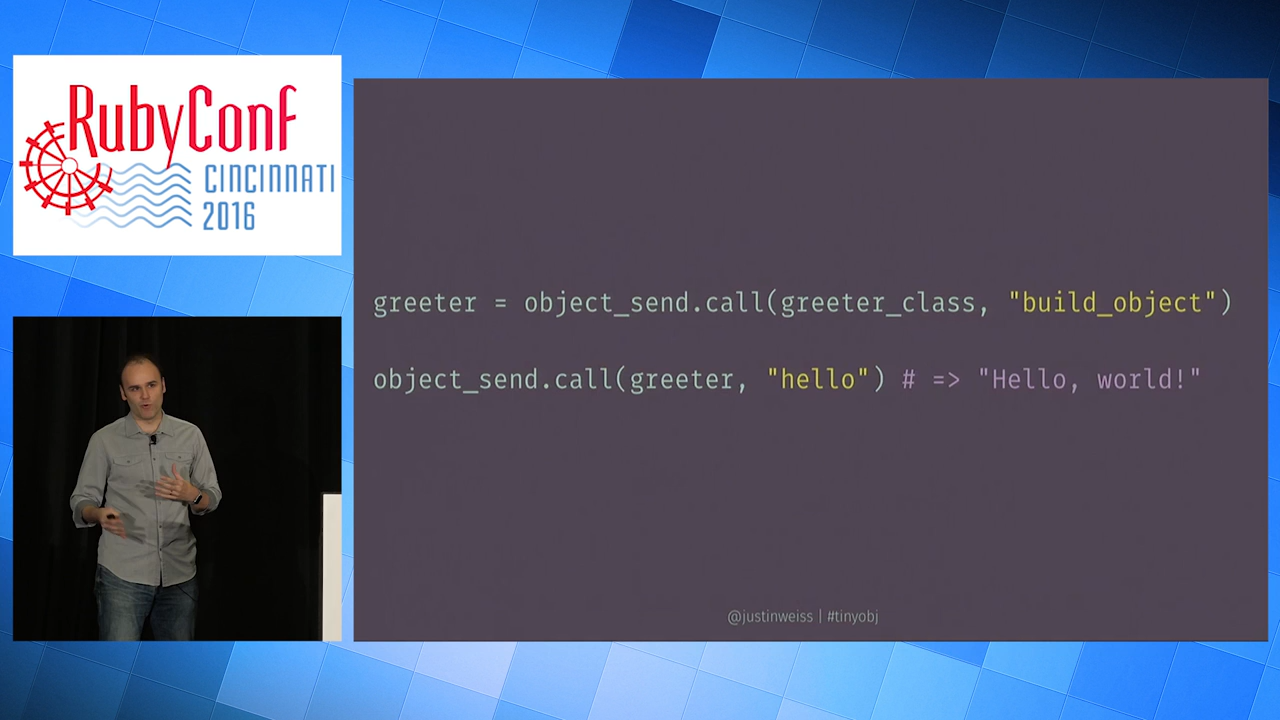 RubyConf
CINCINNATI
2016
greeter = object_send.call(greeter_class, "build_object")
object_send.call(greeter, "hello") # => "Hello, world!"
@justinweiss | #tinyobj